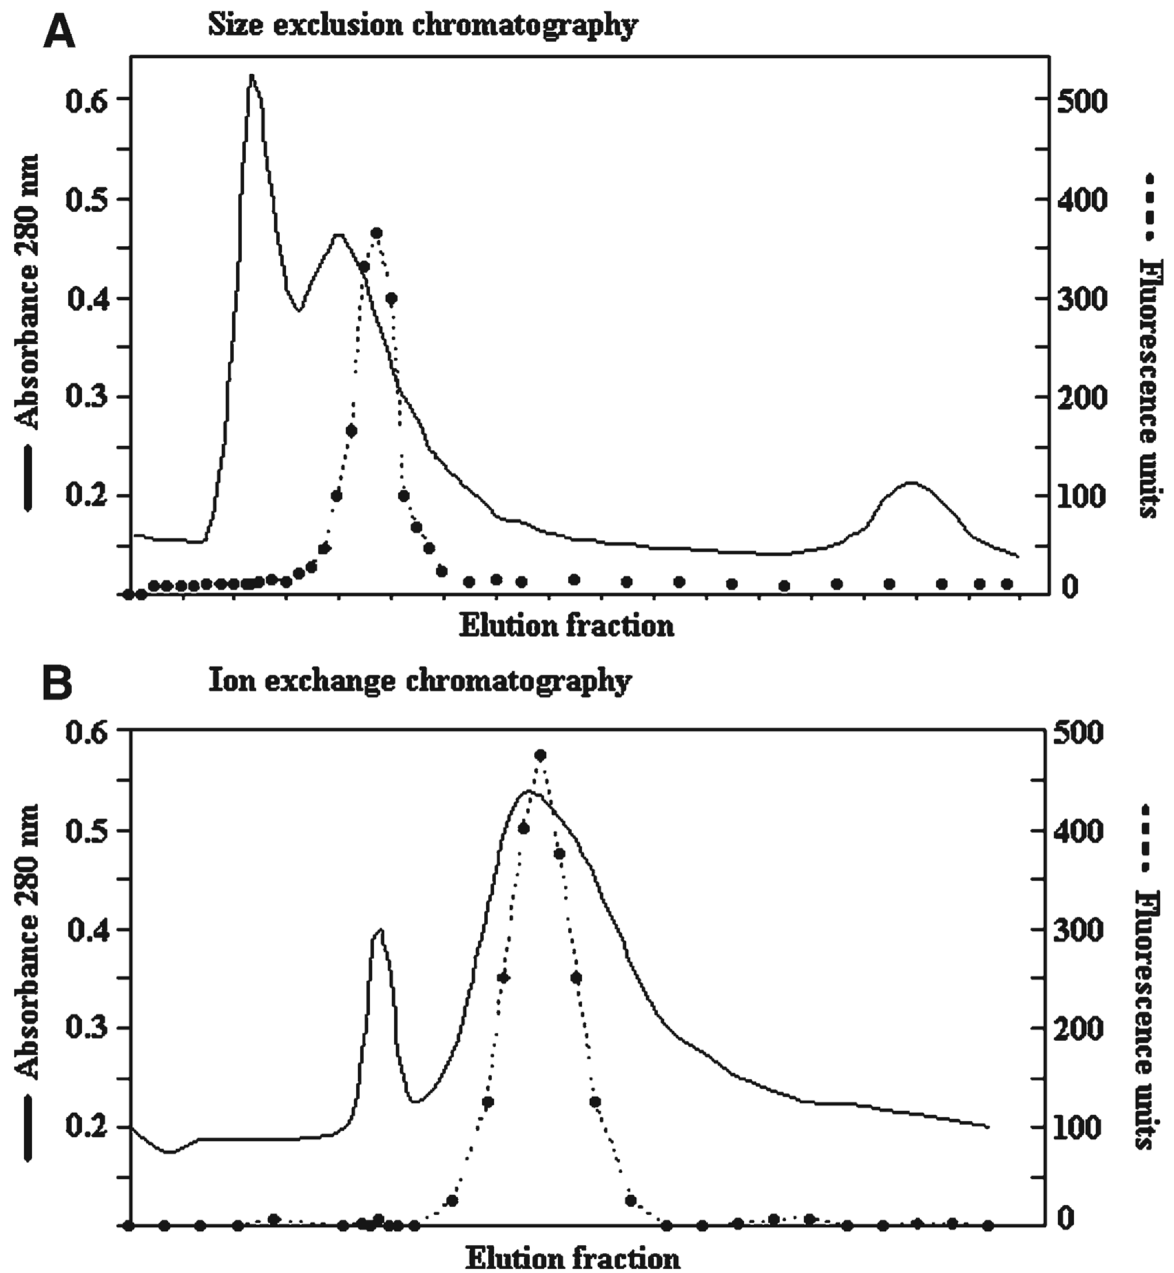 A
Size exclusion chromatography
0.6
0.5
0.4
0.3
0.2
Absorbance 280 nm
500
400
300
200
100
0
Fluorescence units
Elution fraction
B
Ion exchange chromatography
0.6
0.5
0.4
0.3
0.2
Absorbance 280 nm
500
400
300
200
100
0
Fluorescence units
Elution fraction